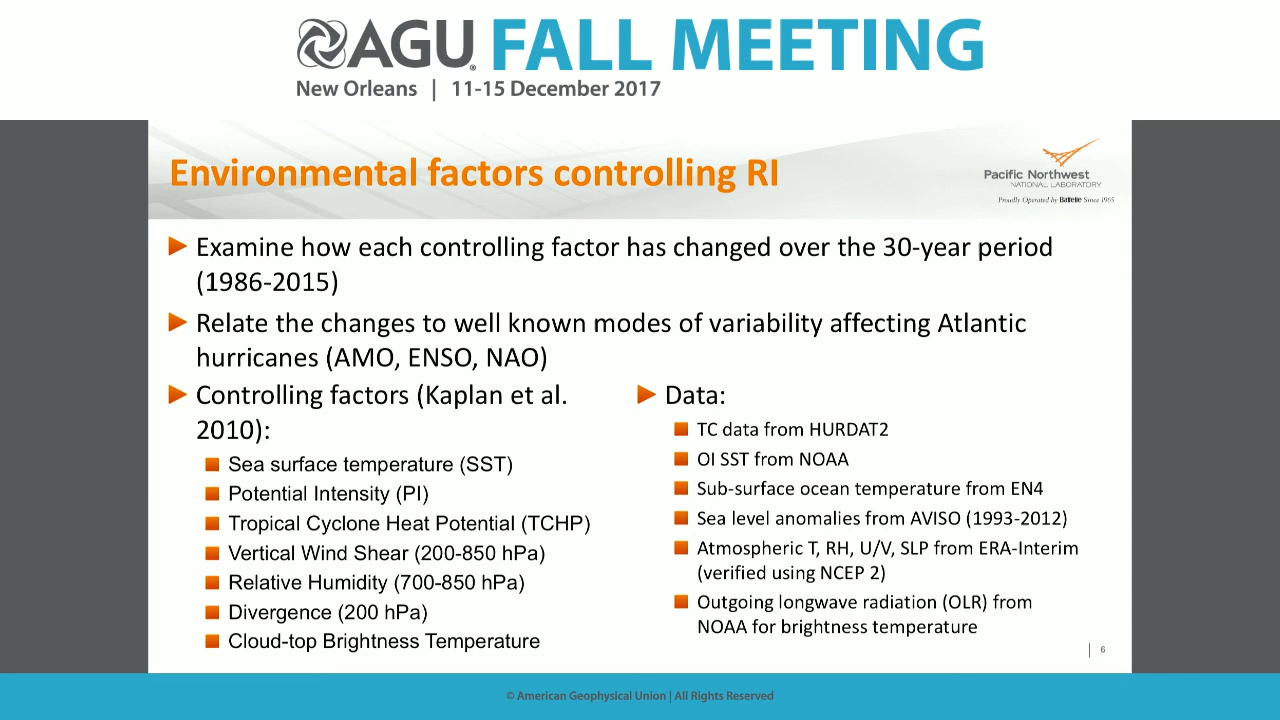 AGU FALL MEETING
New Orleans | 11-15 December 2017
Environmental factors controlling RI
Pacific Northwest
NATIONAL LABORATORY
Proudly Operated by Battelle Since 1965
Examine how each controlling factor has changed over the 30-year period
(1986-2015)
Relate the changes to well known modes of variability affecting Atlantic
hurricanes (AMO, ENSO, NAO)
Controlling factors (Kaplan et al.
2010):
Sea surface temperature (SST)
Potential Intensity (PI)
Tropical Cyclone Heat Potential (TCHP)
Vertical Wind Shear (200-850 hPa)
Relative Humidity (700-850 hPa)
Divergence (200 hPa)
Cloud-top Brightness Temperature
Data:
TC data from HURDAT2
OI SST from NOAA
Sub-surface ocean temperature from EN4
Sea level anomalies from AVISO (1993-2012)
Atmospheric T, RH, U/V, SLP from ERA-Interim
(verified using NCEP 2)
Outgoing longwave radiation (OLR) from
NOAA for brightness temperature
| 6
© American Geophysical Union | All Rights Reserved